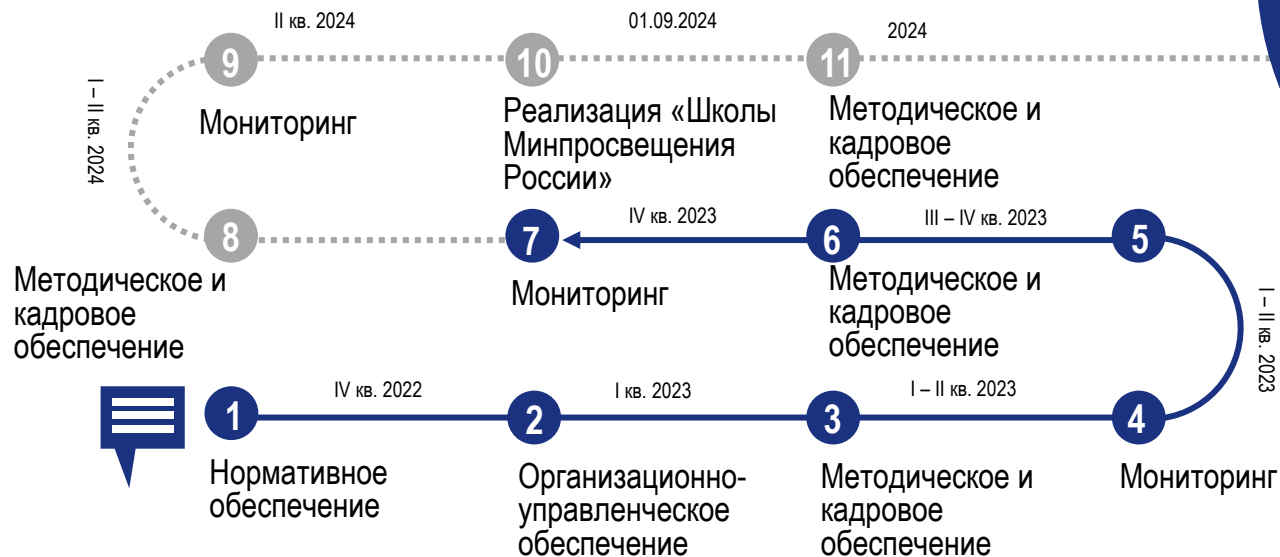 II кв. 2024
01.09.2024
2024
9
10
11
I – II кв. 2024
Мониторинг
Реализация «Школы
Минпросвещения
России»
Методическое и
кадровое
обеспечение
IV кв. 2023
III – IV кв. 2023
8
7
6
5
Методическое и
кадровое
обеспечение
Мониторинг
Методическое и
кадровое
обеспечение
I – II кв. 2023
IV кв. 2022
I кв. 2023
I – II кв. 2023
1
2
3
4
Нормативное
обеспечение
Организационно-
управленческое
обеспечение
Методическое и
кадровое
обеспечение
Мониторинг